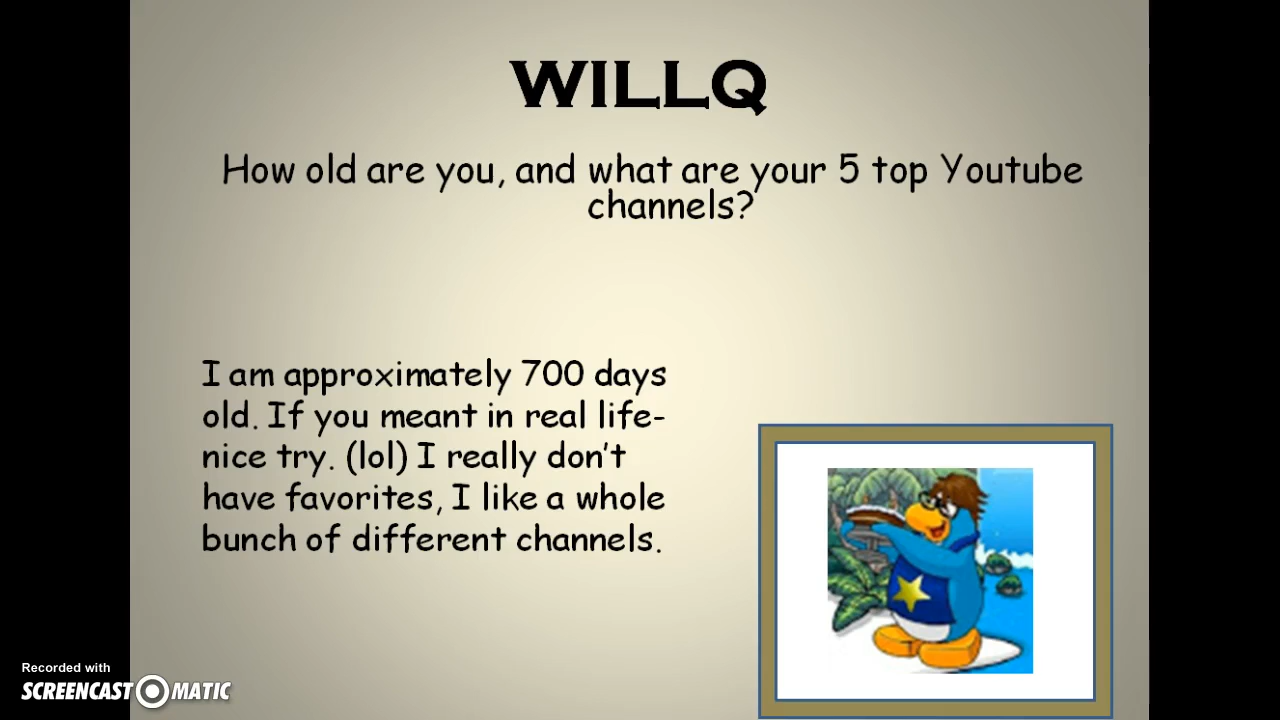 WILLQ
How old are you, and what are your 5 top Youtube
channels?
I am approximately 700 days
old. If you meant in real life-
nice try. (lol) I really don't
have favorites, I like a whole
bunch of different channels.
Recorded with
SCREENCAST MATIC